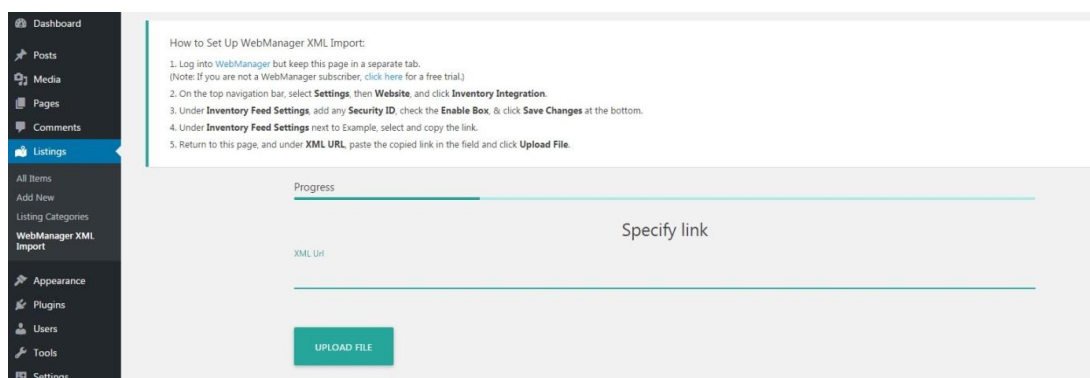 Dashboard
Posts
Media
Pages
Comments
Listings
All Items
Add New
Listing Categories
WebManager XML
Import
Appearance
Plugins
Users
Tools
Settings
How to Set Up WebManager XML Import:
1. Log into WebManager but keep this page in a separate tab.
(Note: If you are not a WebManager subscriber, click here for a free trial.)
2. On the top navigation bar, select Settings, then Website, and click Inventory Integration.
3. Under Inventory Feed Settings, add any Security ID, check the Enable Box, & click Save Changes at the bottom.
4. Under Inventory Feed Settings next to Example, select and copy the link.
5. Return to this page, and under XML URL, paste the copied link in the field and click Upload File.
Progress
Specify link
XML Url
UPLOAD FILE